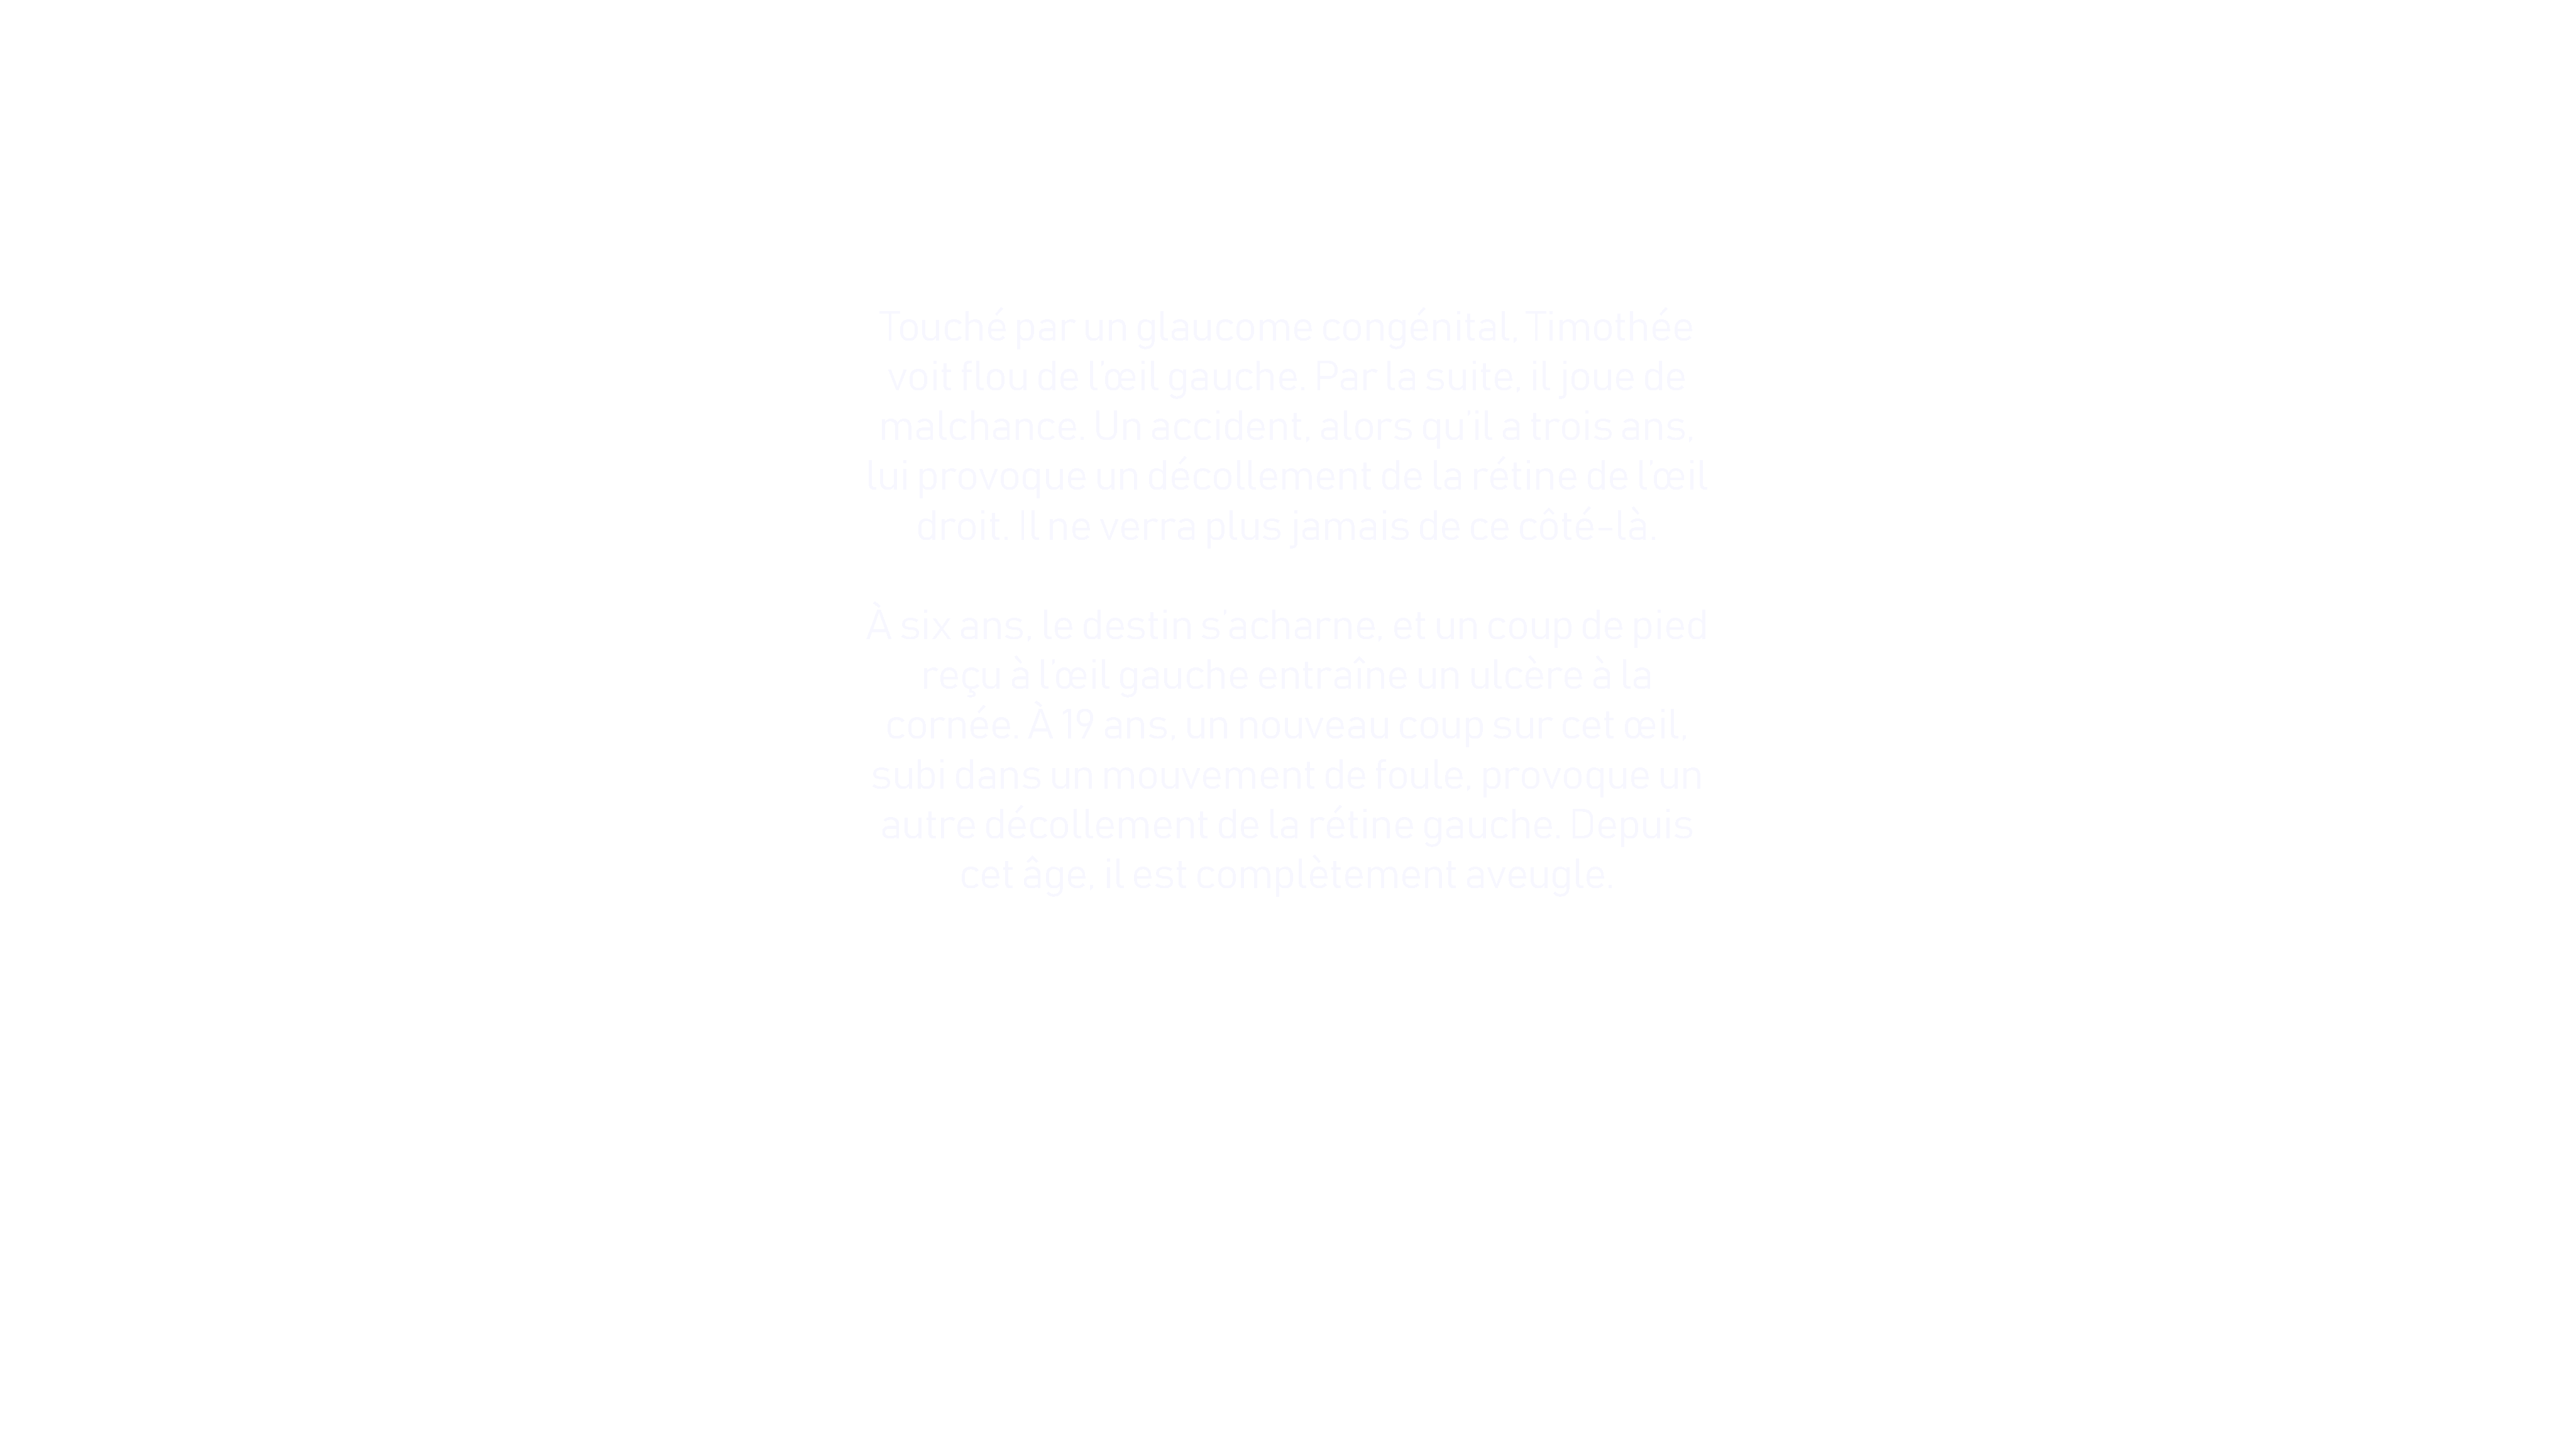 Touché par un glaucome congénital, Timothée
voit flou de l'œil gauche. Par la suite, il joue de
malchance. Un accident, alors qu'il a trois ans,
lui provoque un décollement de la rétine de l'œil
droit. Il ne verra plus jamais de ce côté-là.
À six ans, le destin s'acharne, et un coup de pied
reçu à l'œil gauche entraîne un ulcère à la
cornée. À 19 ans, un nouveau coup sur cet œil,
subi dans un mouvement de foule, provoque un
autre décollement de la rétine gauche. Depuis
cet âge, il est complètement aveugle.